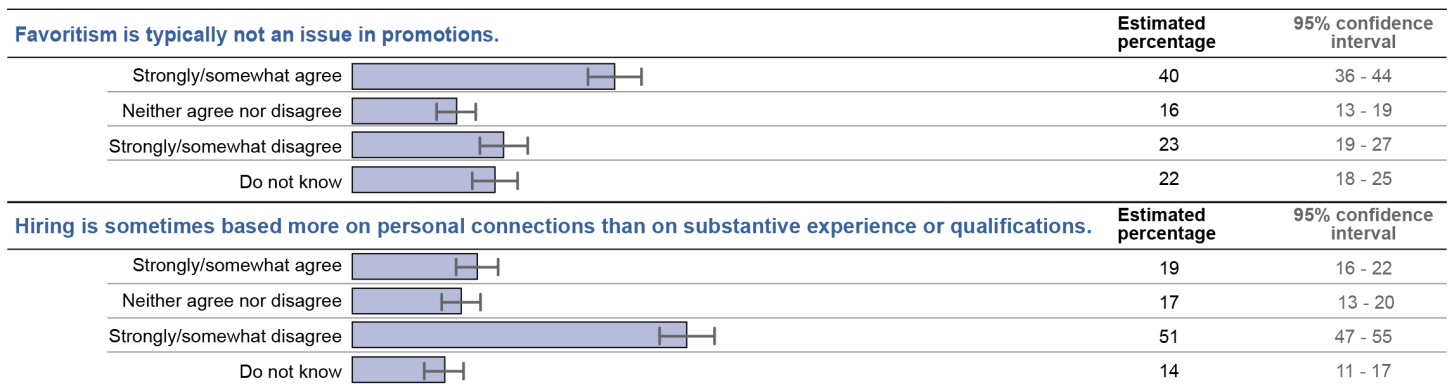 Favoritism is typically not an issue in promotions. Estimated percentage 95% confidence interval
Strongly/somewhat agree 40 36 - 44
Neither agree nor disagree 16 13 - 19
Strongly/somewhat disagree 23 19 - 27
Do not know 22 18 - 25
Hiring is sometimes based more on personal connections than on substantive experience or qualifications. Estimated percentage 95% confidence interval
Strongly/somewhat agree 19 16 - 22
Neither agree nor disagree 17 13 - 20
Strongly/somewhat disagree 51 47 - 55
Do not know 14 11 - 17